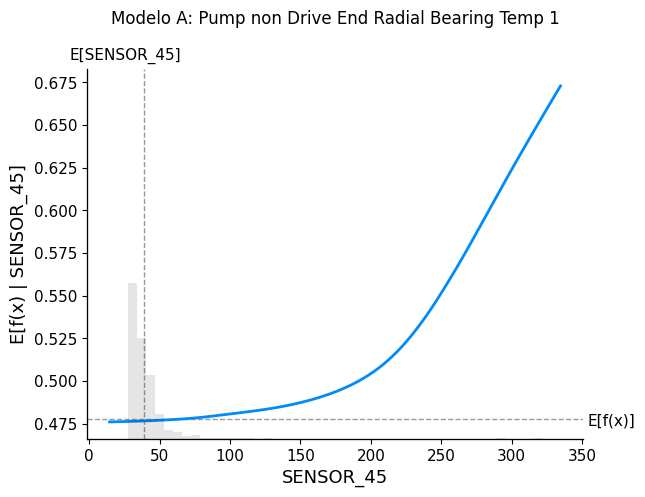 Modelo A: Pump non Drive End Radial Bearing Temp 1
E[SENSOR_45]
0.675
0.650
0.625
0.600
0.575
0.550
0.525
0.500
0.475
E[f(x) | SENSOR_45]
E[f(x)]
0 50 100 150 200 250 300 350
SENSOR_45